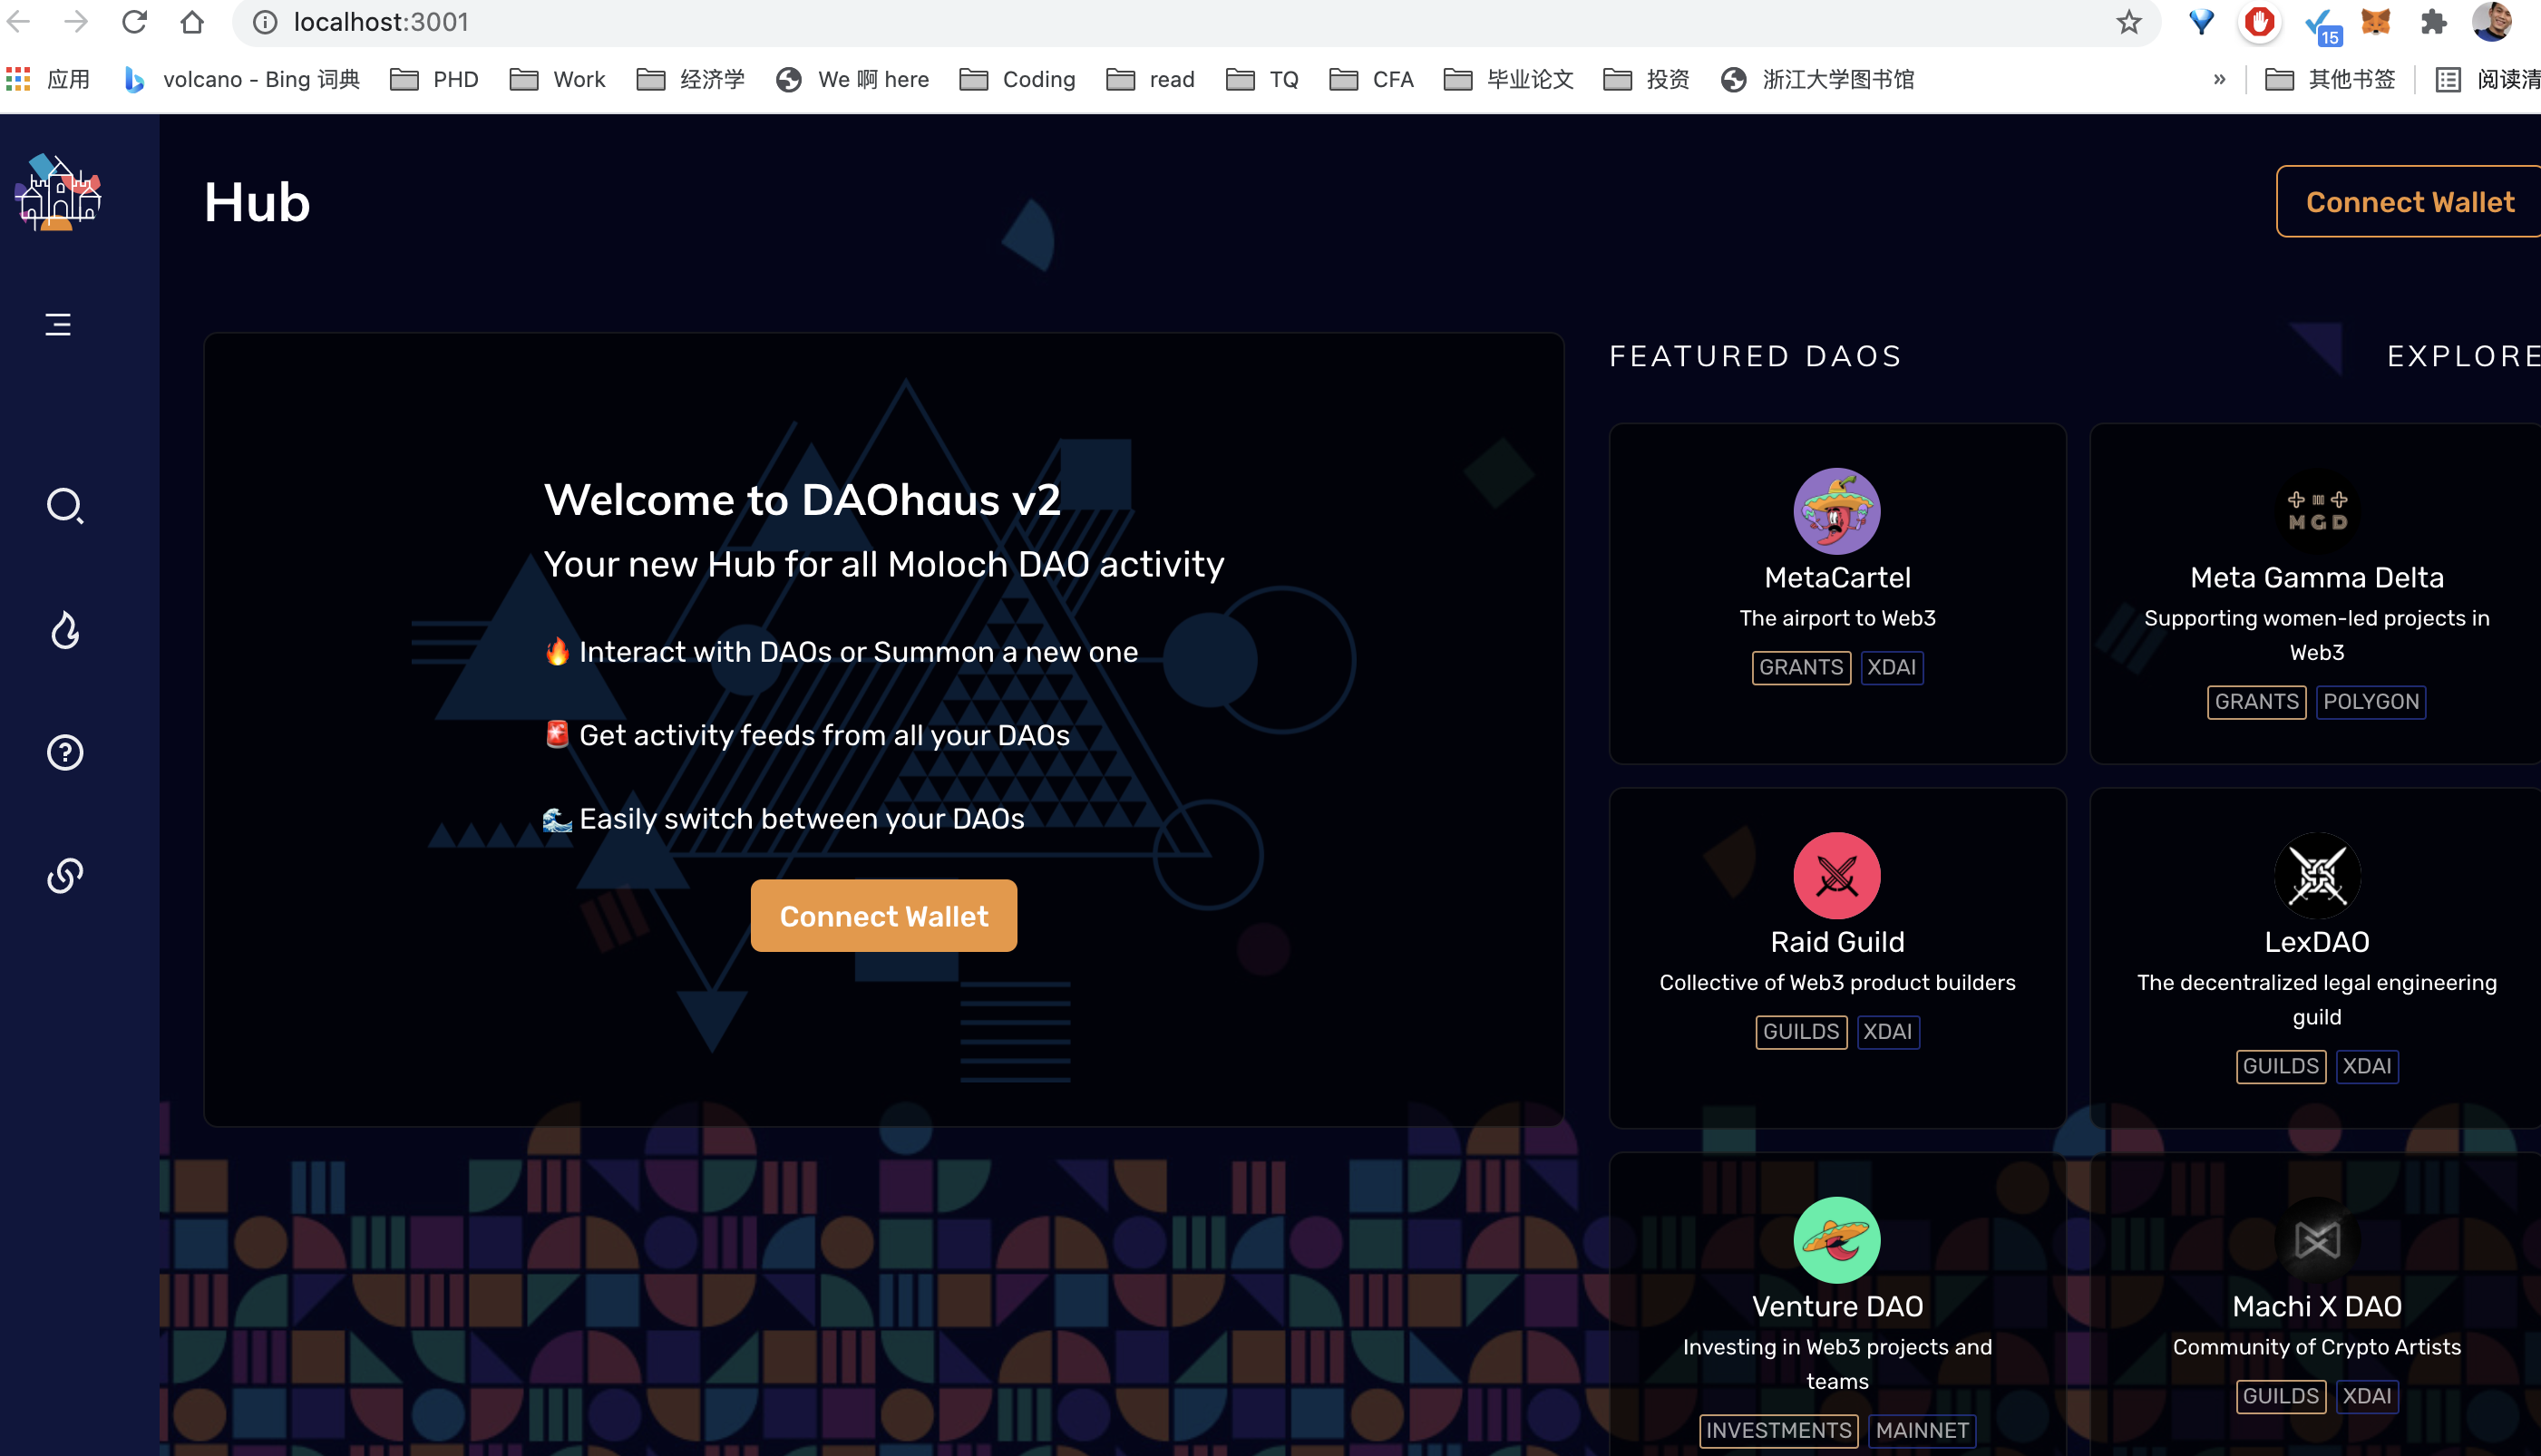 localhost:3001
15
应用
volcano - Bing 词典
PHD
Work
经济学
We 啊 here
Coding
read
TQ
CFA
毕业论文
投资
浙江大学图书馆
»
其他书签
阅读清
Hub
Connect Wallet
Welcome to DAOhaus v2
Your new Hub for all Moloch DAO activity
🔥 Interact with DAOs or Summon a new one
🚨 Get activity feeds from all your DAOs
🌊 Easily switch between your DAOs
Connect Wallet
FEATURED DAOS
EXPLORE
MetaCartel
The airport to Web3
GRANTS XDAI
MGD
Meta Gamma Delta
Supporting women-led projects in
Web3
GRANTS POLYGON
Raid Guild
Collective of Web3 product builders
GUILDS XDAI
LexDAO
The decentralized legal engineering
guild
GUILDS XDAI
Venture DAO
Investing in Web3 projects and
teams
INVESTMENTS MAINNET
Machi X DAO
Community of Crypto Artists
GUILDS XDAI